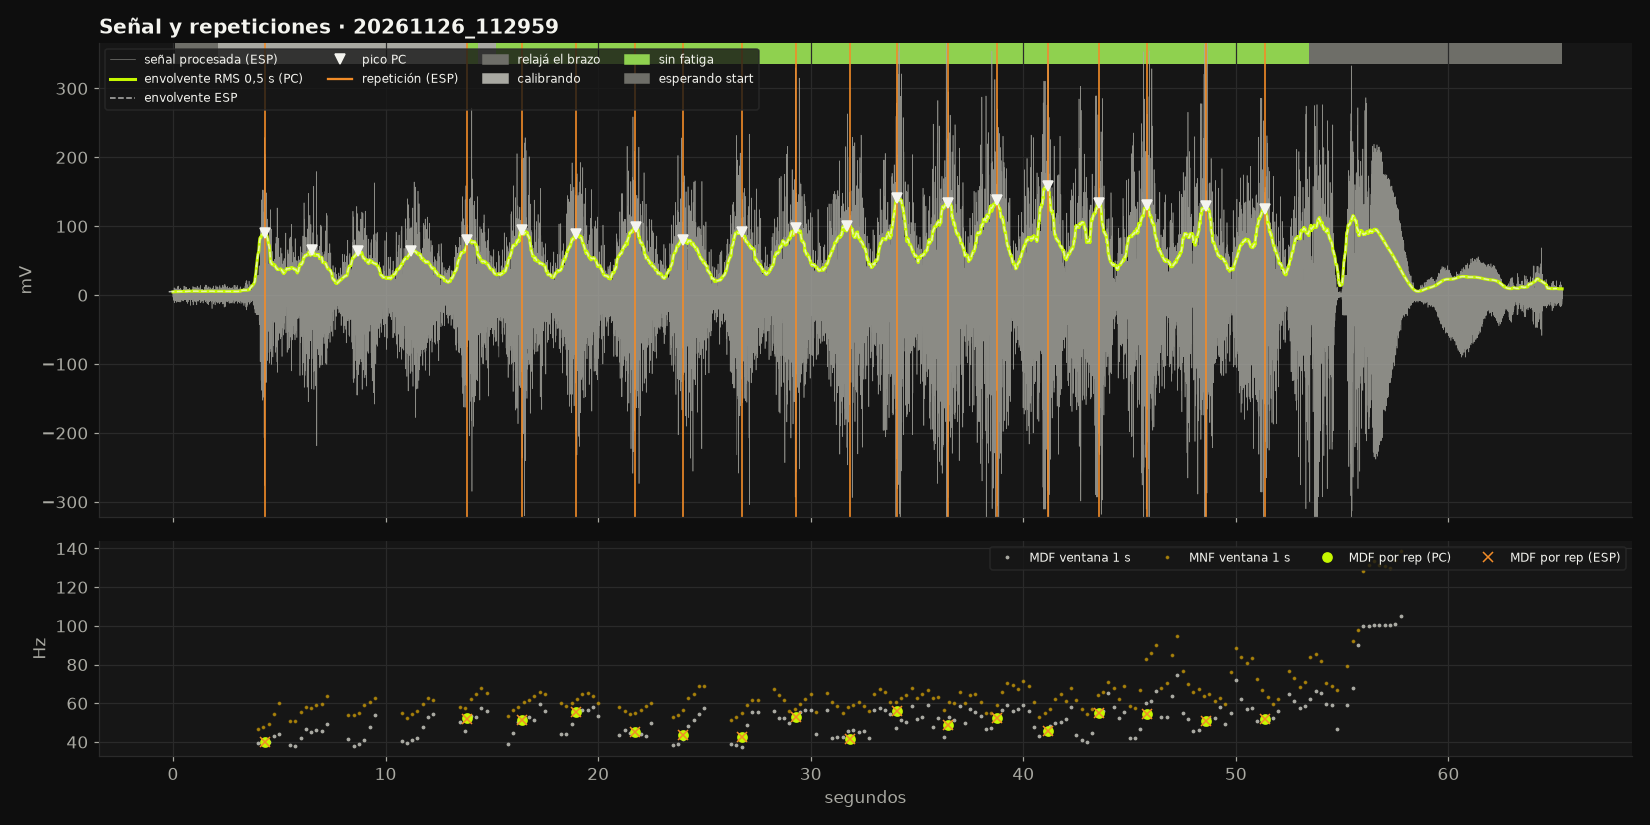 Señal y repeticiones · 20261126_112959
señal procesada (ESP)
envolvente RMS 0,5 s (PC)
envolvente ESP
pico PC
repetición (ESP)
relajá el brazo
calibrando
sin fatiga
esperando start
300
200
100
0
−100
−200
−300
mV
MDF ventana 1 s
MNF ventana 1 s
MDF por rep (PC)
MDF por rep (ESP)
140
120
100
80
60
40
Hz
0
10
20
30
40
50
60
segundos